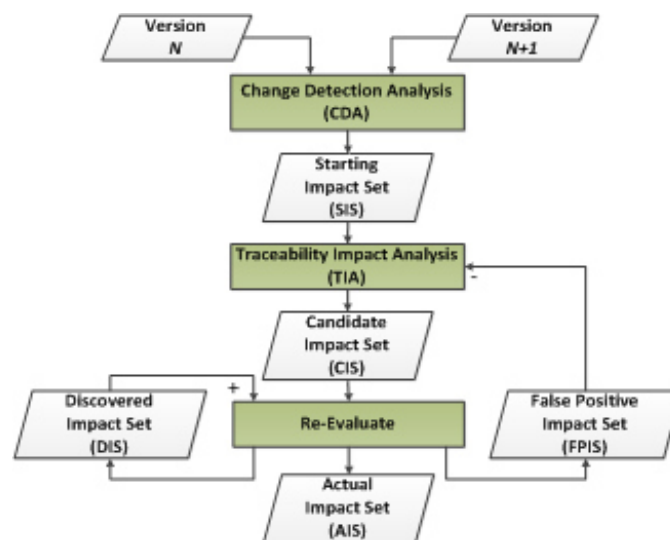 Version
N
Version
N+1
Change Detection Analysis
(CDA)
Starting
Impact Set
(SIS)
Traceability Impact Analysis
(TIA)
-
Candidate
Impact Set
(CIS)
+
Discovered
Impact Set
(DIS)
Re-Evaluate
False Positive
Impact Set
(FPIS)
Actual
Impact Set
(AIS)